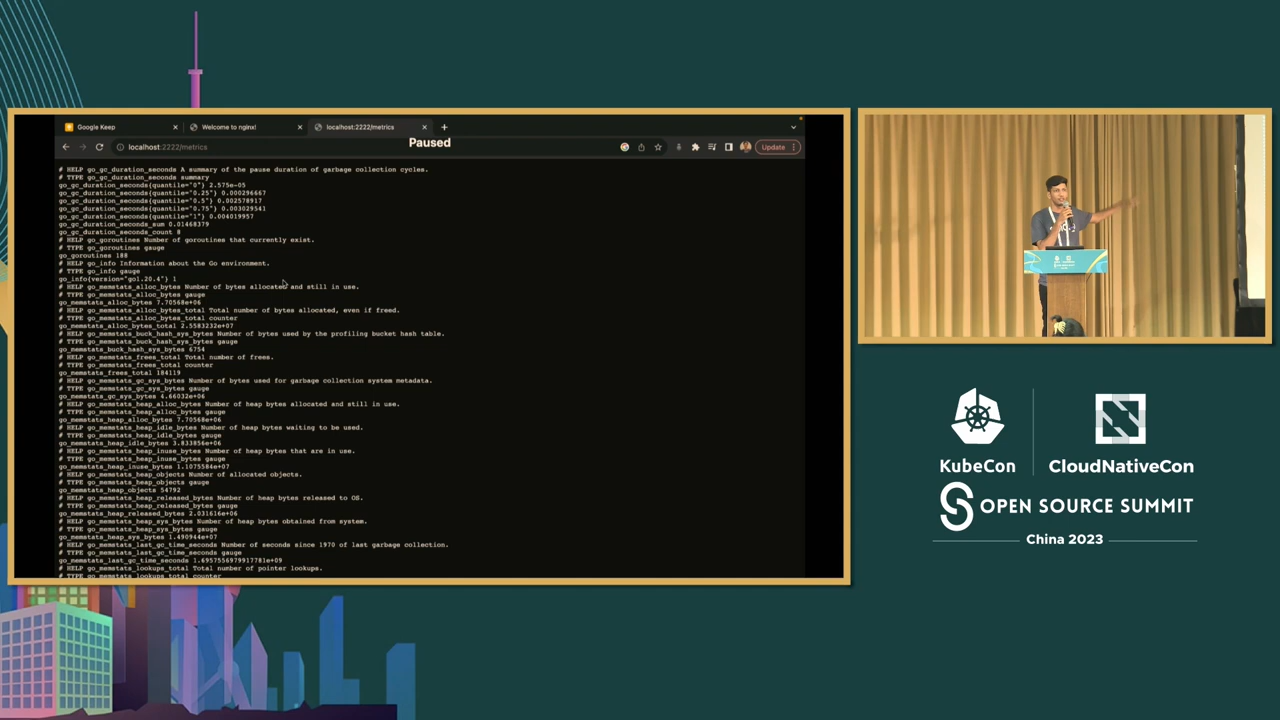 Google Keep
Welcome to nginx!
localhost:2222/metrics
localhost:2222/metrics
Paused
Update
# HELP go_gc_duration_seconds A summary of the pause duration of garbage collection cycles.
# TYPE go_gc_duration_seconds summary
go_gc_duration_seconds{quantile="0"} 2.575e-05
go_gc_duration_seconds{quantile="0.25"} 0.000296667
go_gc_duration_seconds{quantile="0.5"} 0.002578917
go_gc_duration_seconds{quantile="0.75"} 0.003029541
go_gc_duration_seconds{quantile="1"} 0.004019957
go_gc_duration_seconds_sum 0.01468379
go_gc_duration_seconds_count 8
# HELP go_goroutines Number of goroutines that currently exist.
# TYPE go_goroutines gauge
go_goroutines 188
# HELP go_info Information about the Go environment.
# TYPE go_info gauge
go_info{version="go1.20.4"} 1
# HELP go_memstats_alloc_bytes Number of bytes allocated and still in use.
# TYPE go_memstats_alloc_bytes gauge
go_memstats_alloc_bytes 7.70568e+06
# HELP go_memstats_alloc_bytes_total Total number of bytes allocated, even if freed.
# TYPE go_memstats_alloc_bytes_total counter
go_memstats_alloc_bytes_total 2.5583232e+07
# HELP go_memstats_buck_hash_sys_bytes Number of bytes used by the profiling bucket hash table.
# TYPE go_memstats_buck_hash_sys_bytes gauge
go_memstats_buck_hash_sys_bytes 6754
# HELP go_memstats_frees_total Total number of frees.
# TYPE go_memstats_frees_total counter
go_memstats_frees_total 184119
# HELP go_memstats_gc_sys_bytes Number of bytes used for garbage collection system metadata.
# TYPE go_memstats_gc_sys_bytes gauge
go_memstats_gc_sys_bytes 4.66032e+06
# HELP go_memstats_heap_alloc_bytes Number of heap bytes allocated and still in use.
# TYPE go_memstats_heap_alloc_bytes gauge
go_memstats_heap_alloc_bytes 7.70568e+06
# HELP go_memstats_heap_idle_bytes Number of heap bytes waiting to be used.
# TYPE go_memstats_heap_idle_bytes gauge
go_memstats_heap_idle_bytes 3.833856e+06
# HELP go_memstats_heap_inuse_bytes Number of heap bytes that are in use.
# TYPE go_memstats_heap_inuse_bytes gauge
go_memstats_heap_inuse_bytes 1.1075584e+07
# HELP go_memstats_heap_objects Number of allocated objects.
# TYPE go_memstats_heap_objects gauge
go_memstats_heap_objects 54792
# HELP go_memstats_heap_released_bytes Number of heap bytes released to OS.
# TYPE go_memstats_heap_released_bytes gauge
go_memstats_heap_released_bytes 2.031616e+06
# HELP go_memstats_heap_sys_bytes Number of heap bytes obtained from system.
# TYPE go_memstats_heap_sys_bytes gauge
go_memstats_heap_sys_bytes 1.490944e+07
# HELP go_memstats_last_gc_time_seconds Number of seconds since 1970 of last garbage collection.
# TYPE go_memstats_last_gc_time_seconds gauge
go_memstats_last_gc_time_seconds 1.6957556979917781e+09
# HELP go_memstats_lookups_total Total number of pointer lookups.
# TYPE go_memstats_lookups_total counter
KubeCon
CloudNativeCon
OPEN SOURCE SUMMIT
China 2023